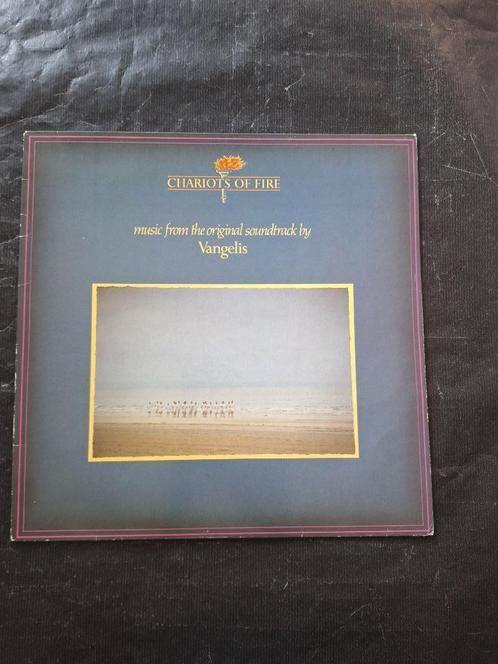 CHARIOTS OF FIRE
music from the original soundtrack by
Vangelis